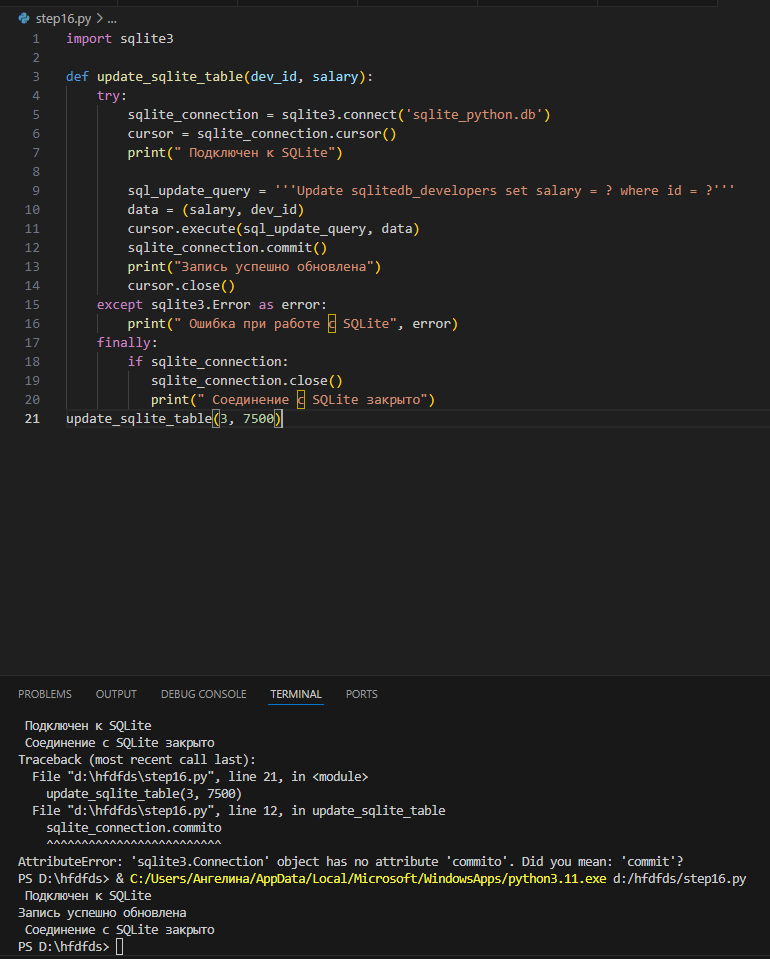 step16.py > ...
1 import sqlite3
2
3 def update_sqlite_table(dev_id, salary):
4     try:
5         sqlite_connection = sqlite3.connect('sqlite_python.db')
6         cursor = sqlite_connection.cursor()
7         print(" Подключен к SQLite")
8
9         sql_update_query = '''Update sqlitedb_developers set salary = ? where id = ?'''
10         data = (salary, dev_id)
11         cursor.execute(sql_update_query, data)
12         sqlite_connection.commit()
13         print("Запись успешно обновлена")
14         cursor.close()
15     except sqlite3.Error as error:
16         print(" Ошибка при работе с SQLite", error)
17     finally:
18         if sqlite_connection:
19            sqlite_connection.close()
20            print(" Соединение с SQLite закрыто")
21 update_sqlite_table(3, 7500)
PROBLEMS OUTPUT DEBUG CONSOLE TERMINAL PORTS
 Подключен к SQLite
 Соединение с SQLite закрыто
Traceback (most recent call last):
  File "d:\hfdfds\step16.py", line 21, in <module>
    update_sqlite_table(3, 7500)
  File "d:\hfdfds\step16.py", line 12, in update_sqlite_table
    sqlite_connection.commito
    ^^^^^^^^^^^^^^^^^^^^^^^^^
AttributeError: 'sqlite3.Connection' object has no attribute 'commito'. Did you mean: 'commit'?
PS D:\hfdfds> & C:/Users/Ангелина/AppData/Local/Microsoft/WindowsApps/python3.11.exe d:/hfdfds/step16.py
 Подключен к SQLite
Запись успешно обновлена
 Соединение с SQLite закрыто
PS D:\hfdfds>